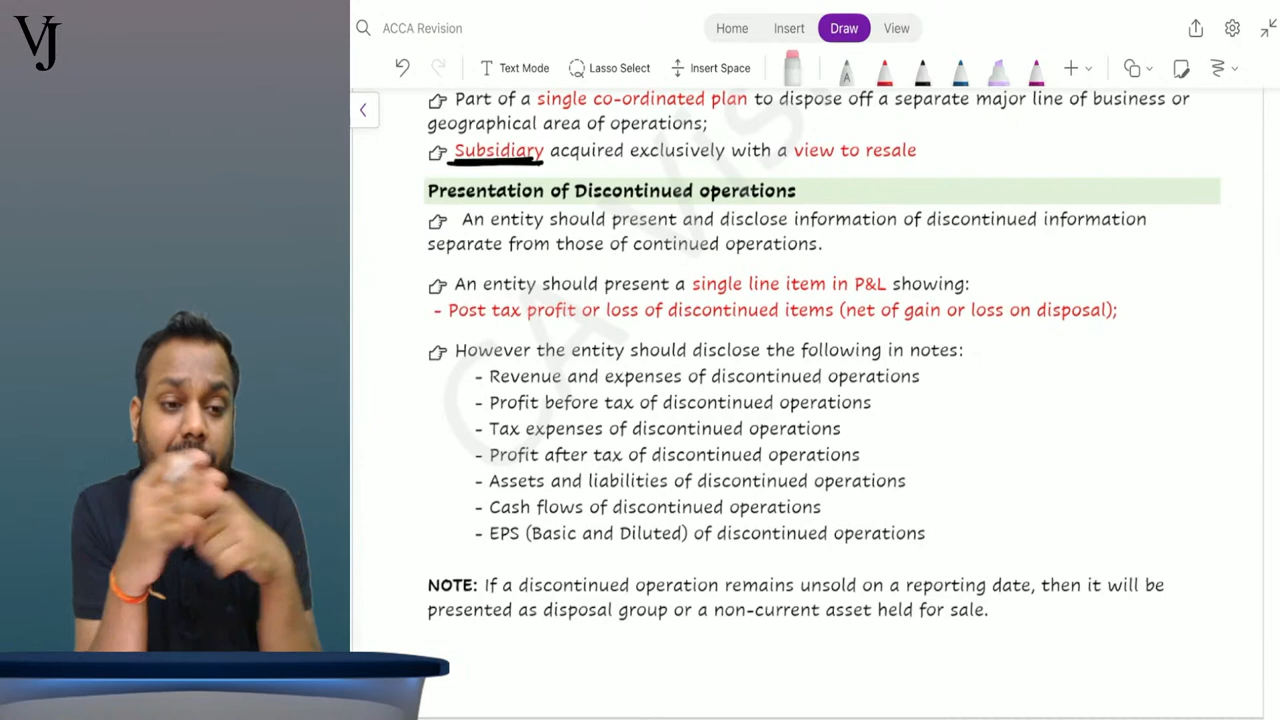 VJ
ACCA Revision
Home Insert Draw View
Text Mode Lasso Select Insert Space
Part of a single co-ordinated plan to dispose off a separate major line of business or
geographical area of operations;
Subsidiary acquired exclusively with a view to resale
Presentation of Discontinued operations
An entity should present and disclose information of discontinued information
separate from those of continued operations.
An entity should present a single line item in P&L showing:
- Post tax profit or loss of discontinued items (net of gain or loss on disposal);
However the entity should disclose the following in notes:
- Revenue and expenses of discontinued operations
- Profit before tax of discontinued operations
- Tax expenses of discontinued operations
- Profit after tax of discontinued operations
- Assets and liabilities of discontinued operations
- Cash flows of discontinued operations
- EPS (Basic and Diluted) of discontinued operations
NOTE: If a discontinued operation remains unsold on a reporting date, then it will be
presented as disposal group or a non-current asset held for sale.